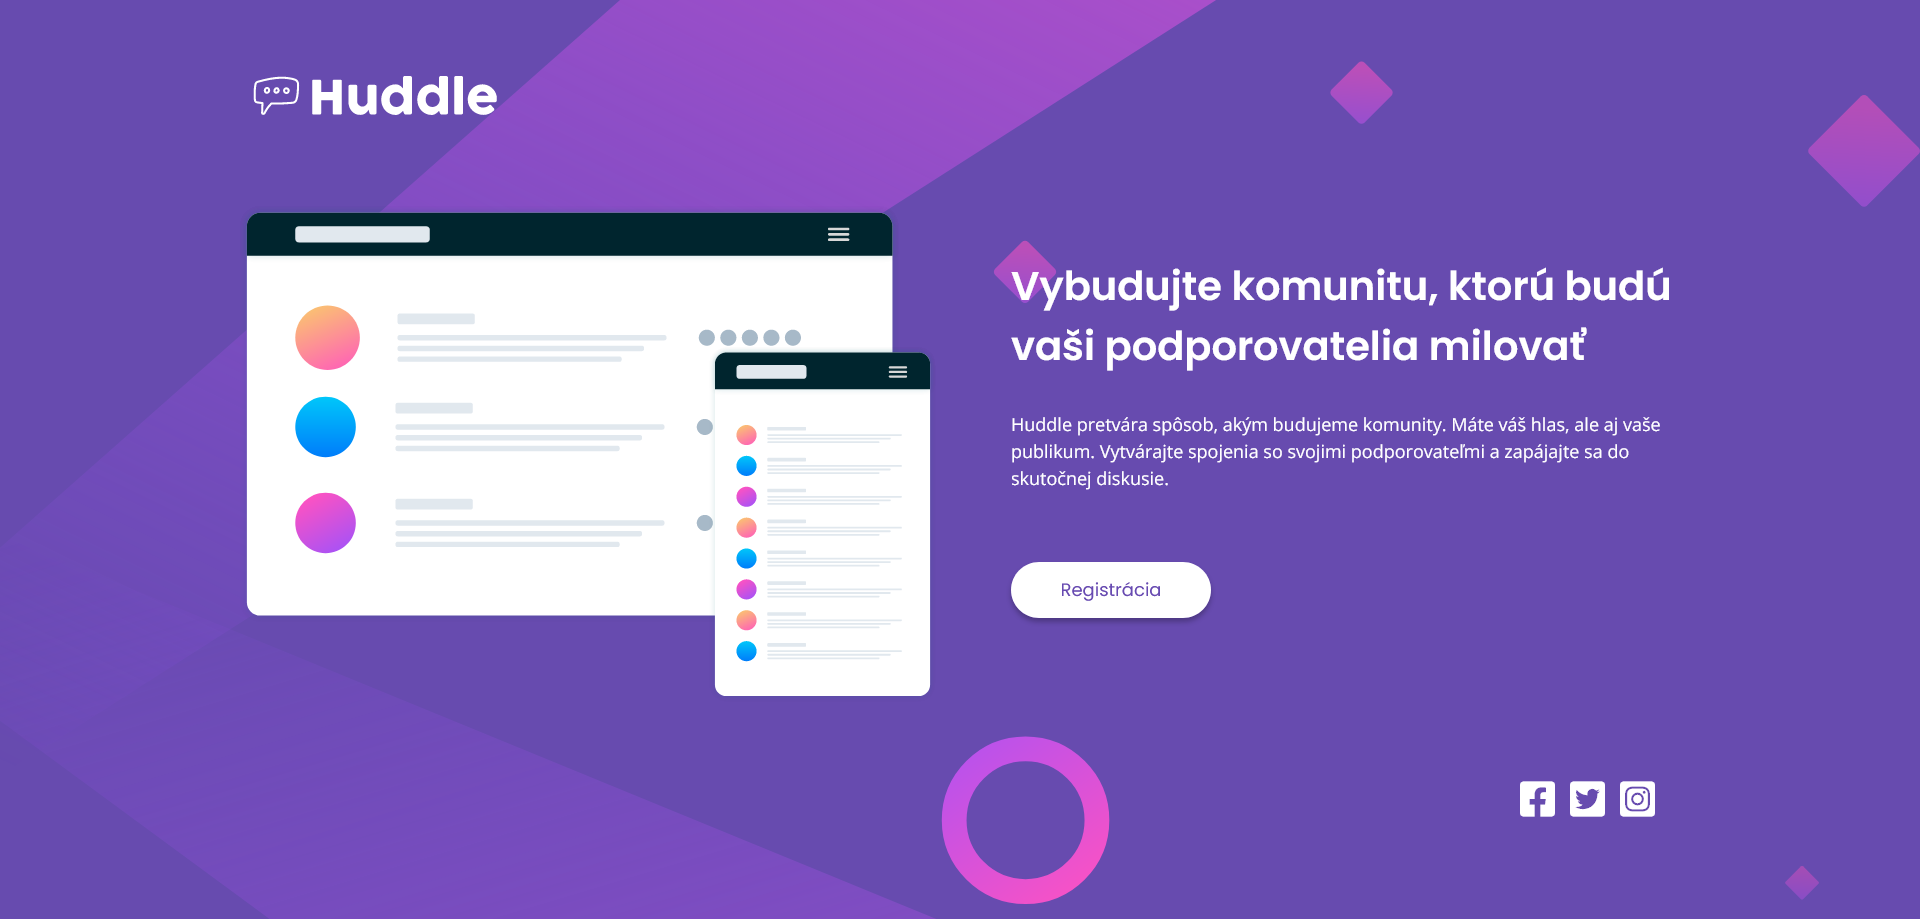 Huddle
Vybudujte komunitu, ktorú budú
vaši podporovatelia milovať
Huddle pretvára spôsob, akým budujeme komunity. Máte váš hlas, ale aj vaše
publikum. Vytvárajte spojenia so svojimi podporovateľmi a zapájajte sa do
skutočnej diskusie.
Registrácia